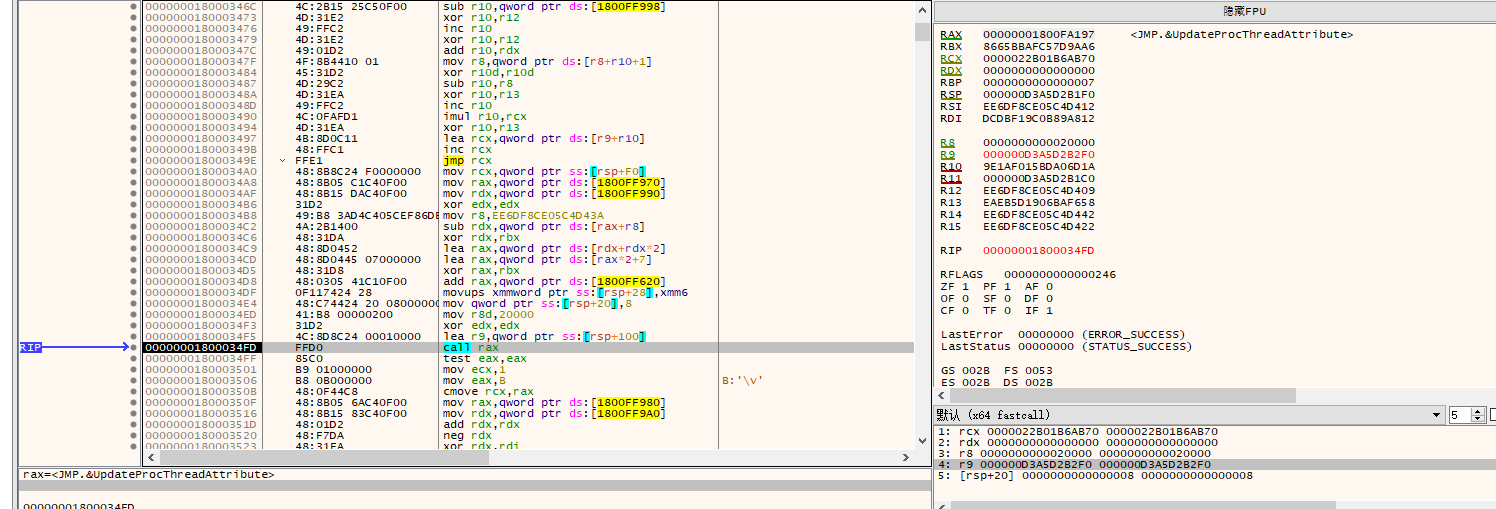 000000018000346C 4C:2B15 25C50F00 sub r10,qword ptr ds:[1800FF998]
0000000180003473 4D:31E2 xor r10,r12
0000000180003476 49:FFC2 inc r10
0000000180003479 4D:31E2 xor r10,r12
000000018000347C 49:01D2 add r10,rdx
000000018000347F 4F:8B4410 01 mov r8,qword ptr ds:[r8+r10+1]
0000000180003484 45:31D2 xor r10d,r10d
0000000180003487 4D:29C2 sub r10,r8
000000018000348A 4D:31EA xor r10,r13
000000018000348D 49:FFC2 inc r10
0000000180003490 4C:0FAFD1 imul r10,rcx
0000000180003494 4D:31EA xor r10,r13
0000000180003497 4B:8D0C11 lea rcx,qword ptr ds:[r9+r10]
000000018000349B 48:FFC1 inc rcx
000000018000349E FFE1 jmp rcx
00000001800034A0 48:8B8C24 F0000000 mov rcx,qword ptr ss:[rsp+F0]
00000001800034A8 48:8B05 C1C40F00 mov rax,qword ptr ds:[1800FF970]
00000001800034AF 48:8B15 DAC40F00 mov rdx,qword ptr ds:[1800FF990]
00000001800034B6 31D2 xor edx,edx
00000001800034B8 49:B8 3AD4C405CEF86DE mov r8,EE6DF8CE05C4D43A
00000001800034C2 4A:2B1400 sub rdx,qword ptr ds:[rax+r8]
00000001800034C6 48:31DA xor rdx,rbx
00000001800034C9 48:8D0452 lea rax,qword ptr ds:[rdx+rdx*2]
00000001800034CD 48:8D0445 07000000 lea rax,qword ptr ds:[rax*2+7]
00000001800034D5 48:31D8 xor rax,rbx
00000001800034D8 48:0305 41C10F00 add rax,qword ptr ds:[1800FF620]
00000001800034DF 0F117424 28 movups xmmword ptr ss:[rsp+28],xmm6
00000001800034E4 48:C74424 20 08000000 mov qword ptr ss:[rsp+20],8
00000001800034ED 41:B8 00000200 mov r8d,20000
00000001800034F3 31D2 xor edx,edx
00000001800034F5 4C:8D8C24 00010000 lea r9,qword ptr ss:[rsp+100]
RIP 00000001800034FD FFD0 call rax
00000001800034FF 85C0 test eax,eax
0000000180003501 B9 01000000 mov ecx,1
0000000180003506 B8 0B000000 mov eax,B B:'\v'
000000018000350B 48:0F44C8 cmove rcx,rax
000000018000350F 48:8B05 6AC40F00 mov rax,qword ptr ds:[1800FF980]
0000000180003516 48:8B15 83C40F00 mov rdx,qword ptr ds:[1800FF9A0]
000000018000351D 48:01D2 add rdx,rdx
0000000180003520 48:F7DA neg rdx
0000000180003523 48:31FA xor rdx,rdi
rax=<JMP.&UpdateProcThreadAttribute>
00000001800034FD
隐藏FPU
RAX 00000001800FA197 <JMP.&UpdateProcThreadAttribute>
RBX 8665BBAFC57D9AA6
RCX 0000022B01B6AB70
RDX 0000000000000000
RBP 0000000000000007
RSP 000000D3A5D2B1F0
RSI EE6DF8CE05C4D412
RDI DCDBF19C0B89A812
R8 0000000000020000
R9 000000D3A5D2B2F0
R10 9E1AF015BDA06D1A
R11 000000D3A5D2B1C0
R12 EE6DF8CE05C4D409
R13 EAEB5D1906BAF658
R14 EE6DF8CE05C4D442
R15 EE6DF8CE05C4D422
RIP 00000001800034FD
RFLAGS 0000000000000246
ZF 1 PF 1 AF 0
OF 0 SF 0 DF 0
CF 0 TF 0 IF 1
LastError 00000000 (ERROR_SUCCESS)
LastStatus 00000000 (STATUS_SUCCESS)
GS 002B FS 0053
ES 002B DS 002B
默认 (x64 fastcall) 5
1: rcx 0000022B01B6AB70 0000022B01B6AB70
2: rdx 0000000000000000 0000000000000000
3: r8 0000000000020000 0000000000020000
4: r9 000000D3A5D2B2F0 000000D3A5D2B2F0
5: [rsp+20] 0000000000000008 0000000000000008